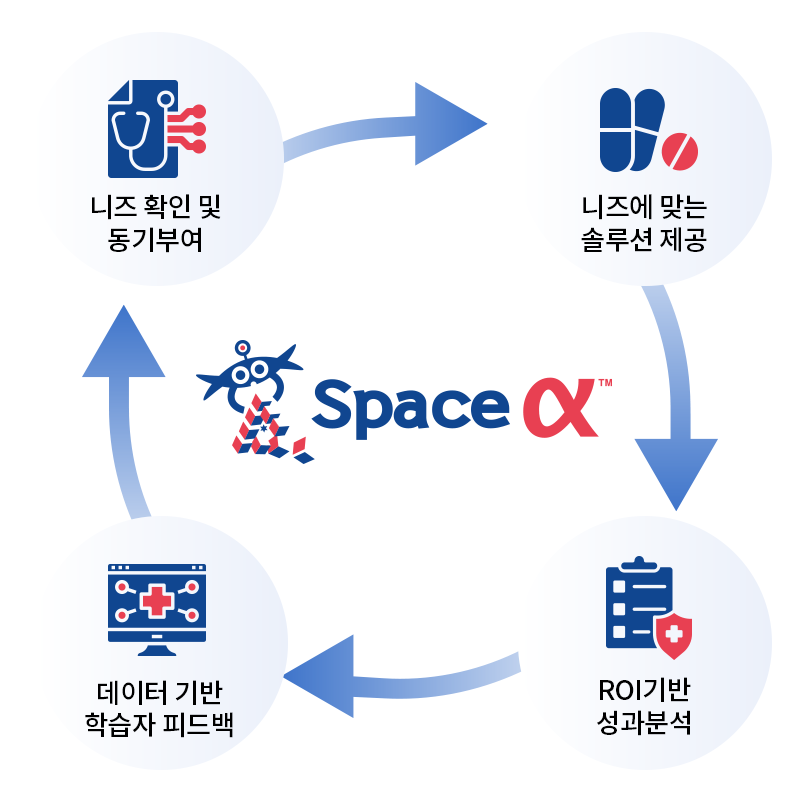 니즈 확인 및
동기부여
니즈에 맞는
솔루션 제공
Space α™
데이터 기반
학습자 피드백
ROI기반
성과분석